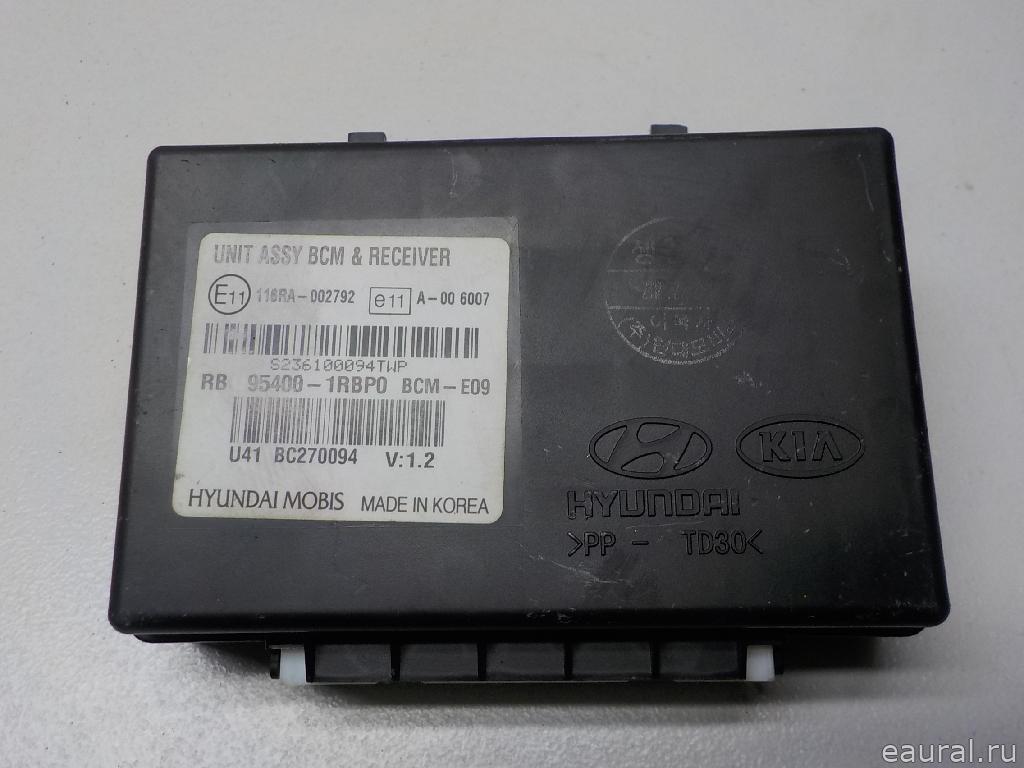 UNIT ASSY BCM & RECEIVER
E11 116RA-002792 e11 A-00 6007
S236100094TWP
RB 95400-1RBP0 BCM-E09
U41 BC270094 V:1.2
HYUNDAI MOBIS MADE IN KOREA
KIA
HYUNDAI
>PP - TD30<
eaural.ru